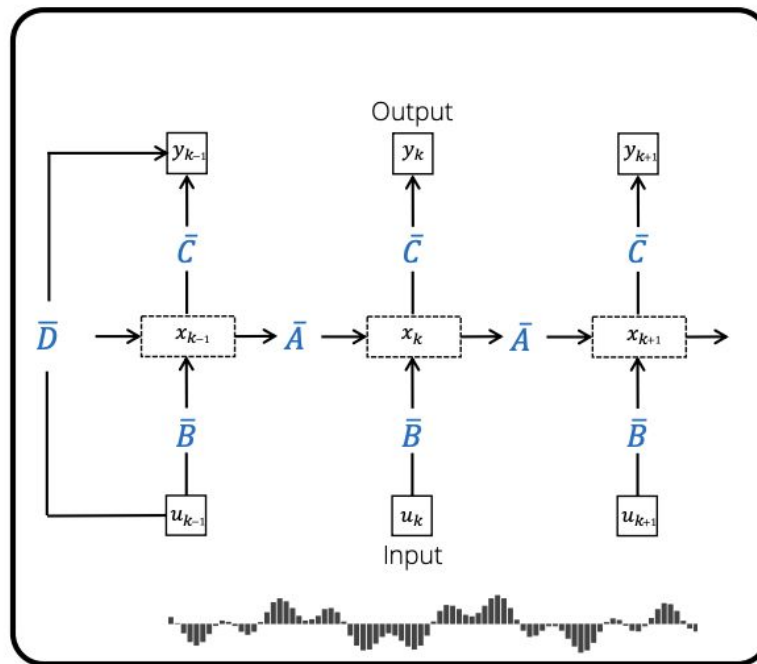 Output
y_{k-1} y_k y_{k+1}
C̄ C̄ C̄
D̄ x_{k-1} Ā x_k Ā x_{k+1}
B̄ B̄ B̄
u_{k-1} u_k u_{k+1}
Input